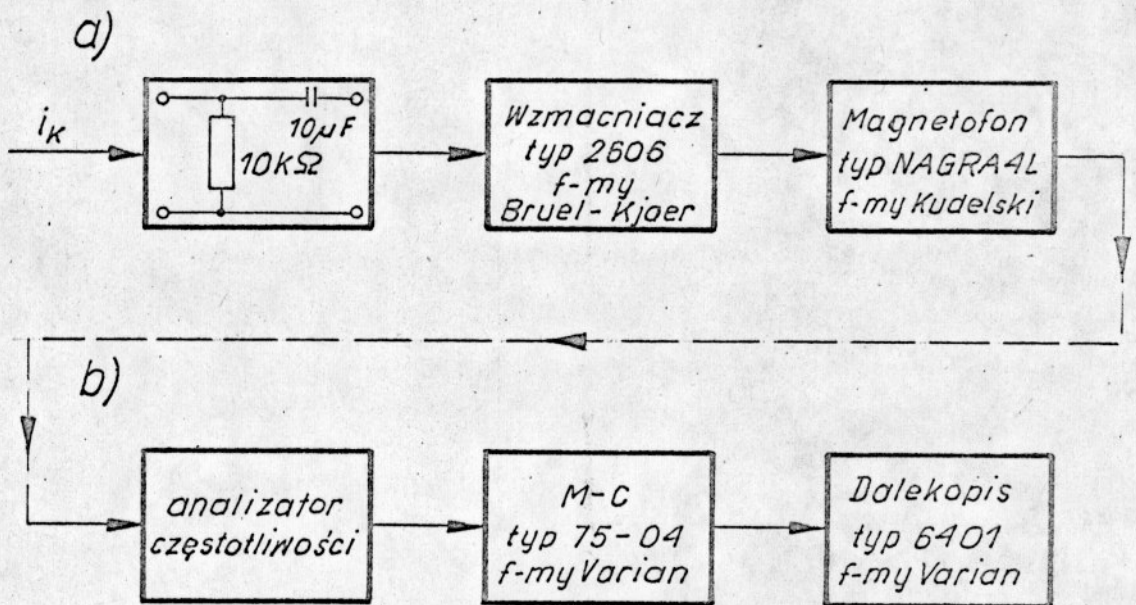 a)
i_K
10µF
10KΩ
Wzmacniacz
typ 2606
f-my
Bruel-Kjaer
Magnetofon
typ NAGRA4L
f-my Kudelski
b)
analizator
częstotliwości
M-C
typ 75-04
f-my Varian
Dalekopis
typ 6401
f-my Varian